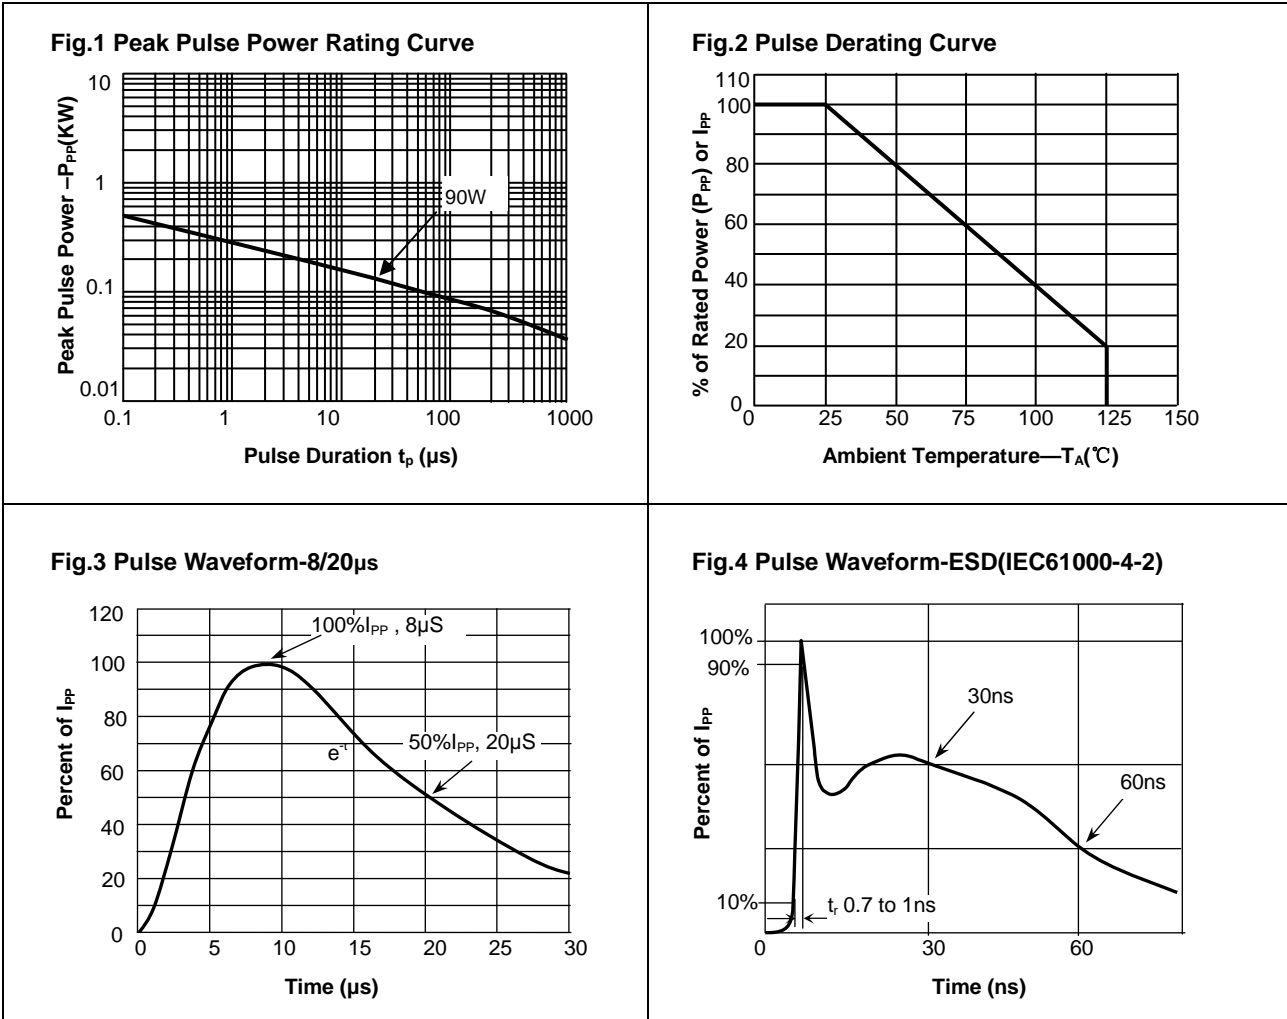 Fig.1 Peak Pulse Power Rating Curve
Peak Pulse Power –PPP(KW)
10
1
0.1
0.01
90W
0.1 1 10 100 1000
Pulse Duration tp (µs)
Fig.2 Pulse Derating Curve
% of Rated Power (PPP) or IPP
110
100
80
60
40
20
0
0 25 50 75 100 125 150
Ambient Temperature—TA(℃)
Fig.3 Pulse Waveform-8/20µs
Percent of IPP
120
100
80
60
40
20
0
100%IPP , 8µS
e-t
50%IPP, 20µS
0 5 10 15 20 25 30
Time (µs)
Fig.4 Pulse Waveform-ESD(IEC61000-4-2)
Percent of IPP
100%
90%
10%
30ns
60ns
tr 0.7 to 1ns
0 30 60
Time (ns)